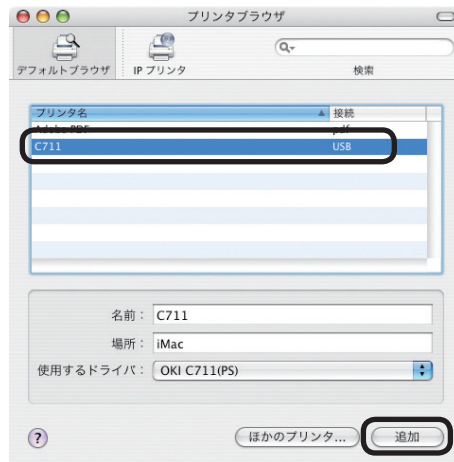 プリンタブラウザ
デフォルトブラウザ IP プリンタ 検索
プリンタ名 接続
Adobe PDF pdf
C711 USB
名前： C711
場所： iMac
使用するドライバ： OKI C711(PS)
? ほかのプリンタ... 追加